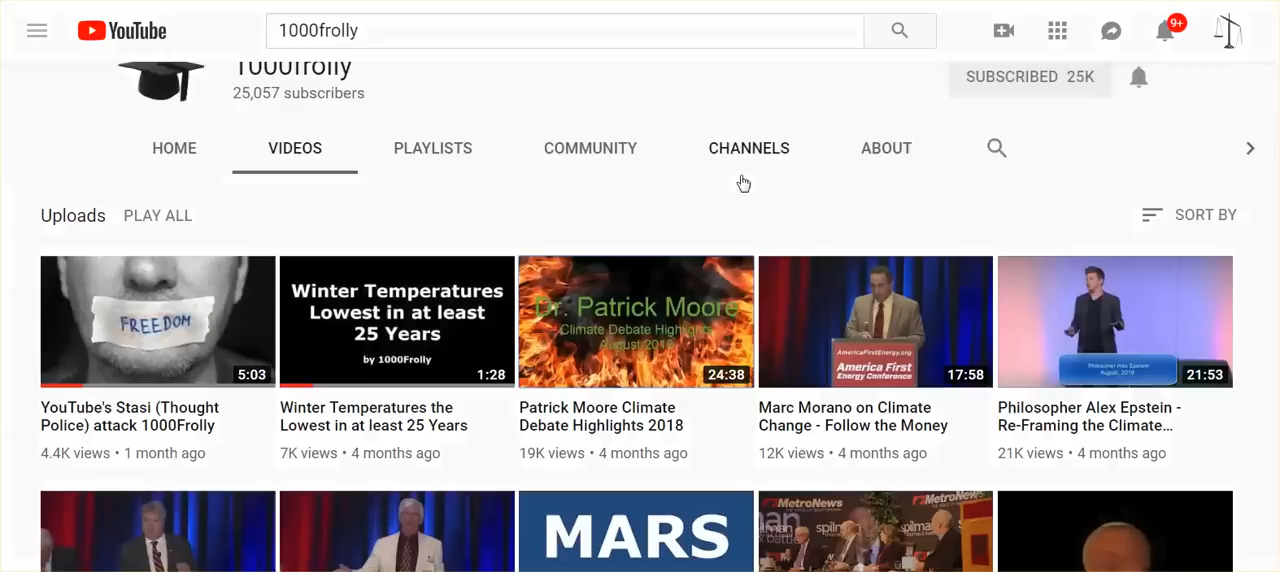 YouTube
1000frolly
9+
1000frolly
25,057 subscribers
SUBSCRIBED 25K
HOME
VIDEOS
PLAYLISTS
COMMUNITY
CHANNELS
ABOUT
Uploads
PLAY ALL
SORT BY
FREEDOM
5:03
Winter Temperatures
Lowest in at least
25 Years
by 1000Frolly
1:28
Dr. Patrick Moore
Climate Debate Highlights
August 2018
24:38
AmericaFirstEnergy.org
America First
Energy Conference
17:58
Philosopher Alex Epstein
August, 2018
21:53
YouTube's Stasi (Thought
Police) attack 1000Frolly
4.4K views • 1 month ago
Winter Temperatures the
Lowest in at least 25 Years
7K views • 4 months ago
Patrick Moore Climate
Debate Highlights 2018
19K views • 4 months ago
Marc Morano on Climate
Change - Follow the Money
12K views • 4 months ago
Philosopher Alex Epstein -
Re-Framing the Climate...
21K views • 4 months ago
MARS
MetroNews
MetroNews
spilman
spilman